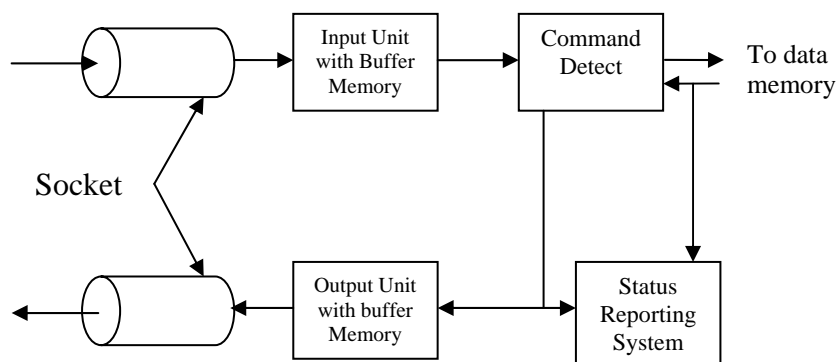 Input Unit
with Buffer
Memory
Command
Detect
To data
memory
Socket
Output Unit
with buffer
Memory
Status
Reporting
System